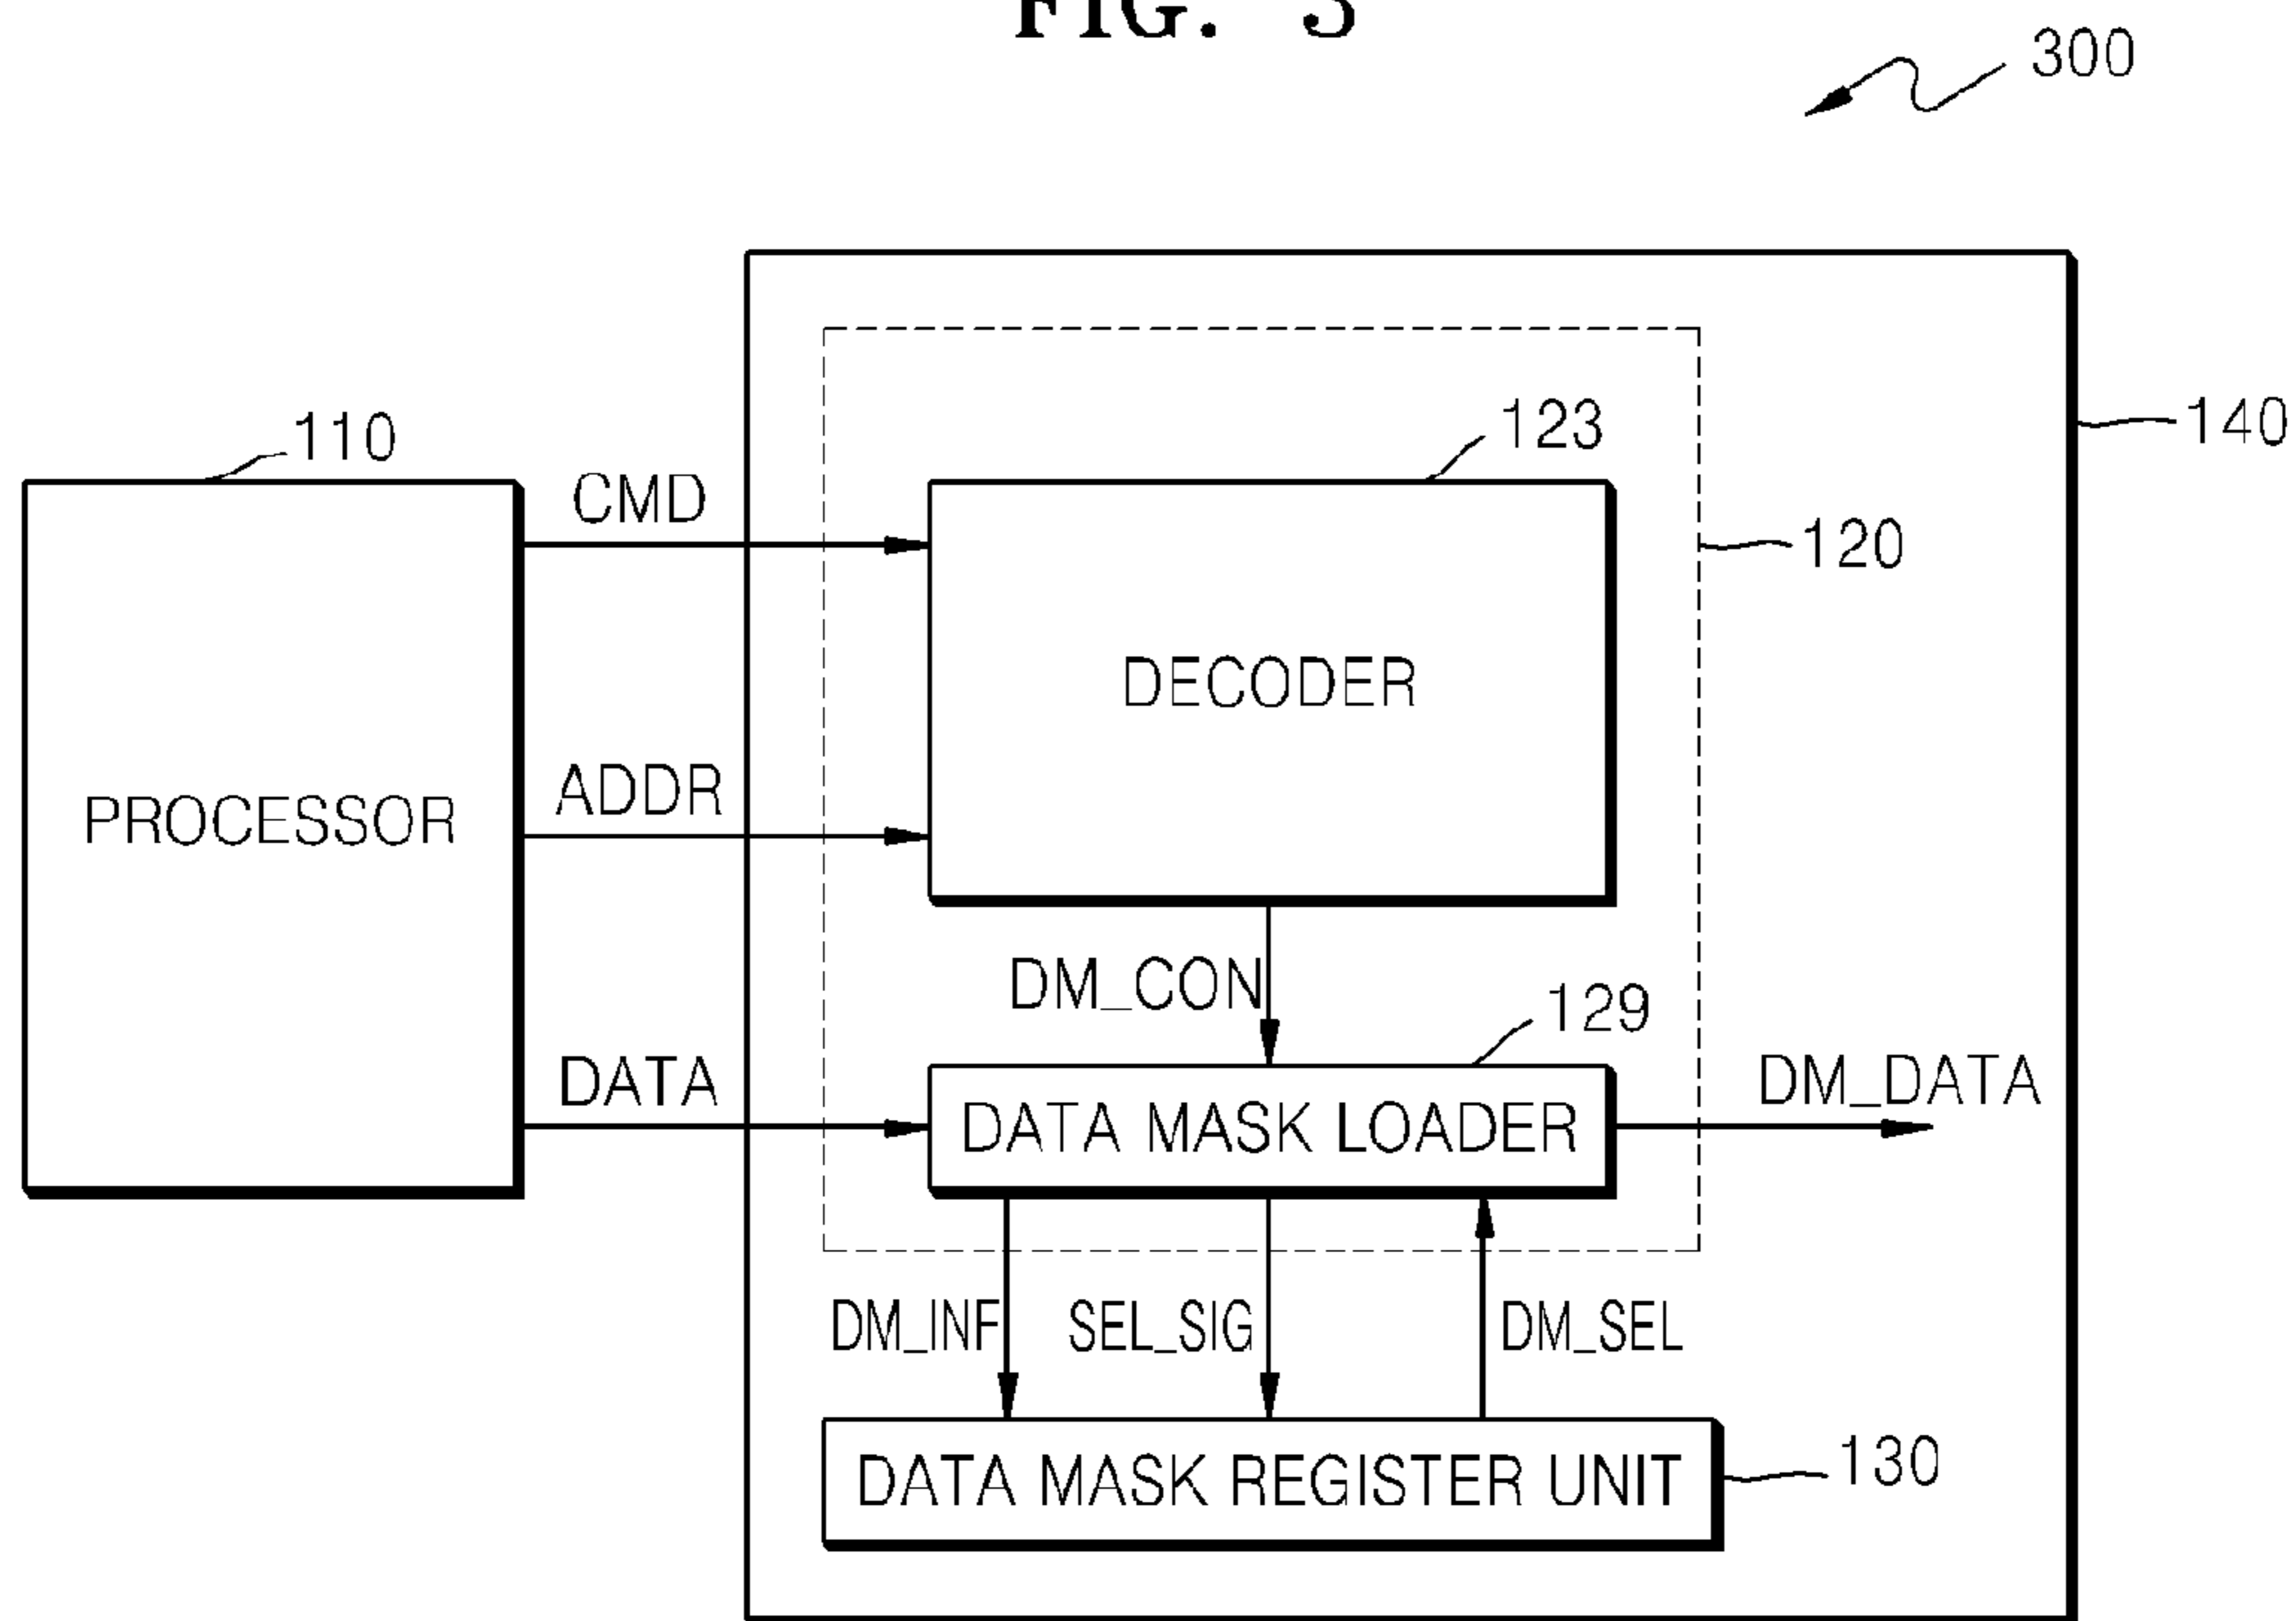 FIG. 3
300
110
CMD
123
140
120
DECODER
PROCESSOR
ADDR
DM_CON
129
DATA
DATA MASK LOADER
DM_DATA
DM_INF
SEL_SIG
DM_SEL
DATA MASK REGISTER UNIT
130